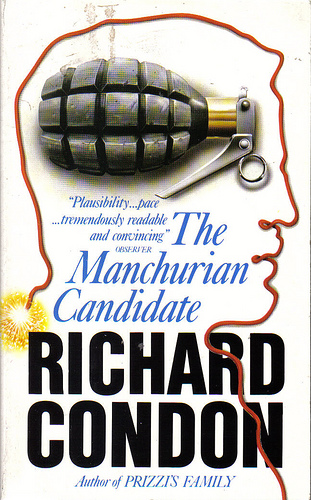 "Plausibility...pace
...tremendously readable
and convincing"
OBSERVER
The
Manchurian
Candidate
RICHARD
CONDON
Author of PRIZZI'S FAMILY